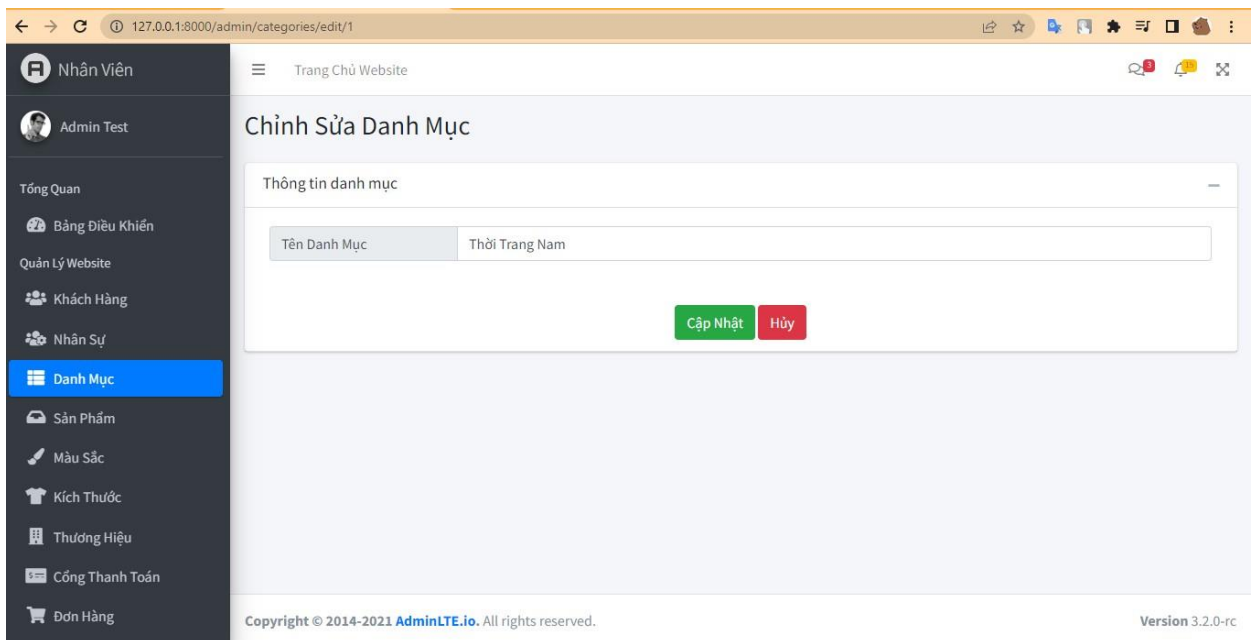 127.0.0.1:8000/admin/categories/edit/1
Nhân Viên
Trang Chủ Website
3
15
Admin Test
Chỉnh Sửa Danh Mục
Thông tin danh mục
Tổng Quan
Bảng Điều Khiển
Tên Danh Mục
Thời Trang Nam
Quản Lý Website
Khách Hàng
Cập Nhật
Hủy
Nhân Sự
Danh Mục
Sản Phẩm
Màu Sắc
Kích Thước
Thương Hiệu
Cổng Thanh Toán
Đơn Hàng
Copyright © 2014-2021 AdminLTE.io. All rights reserved.
Version 3.2.0-rc